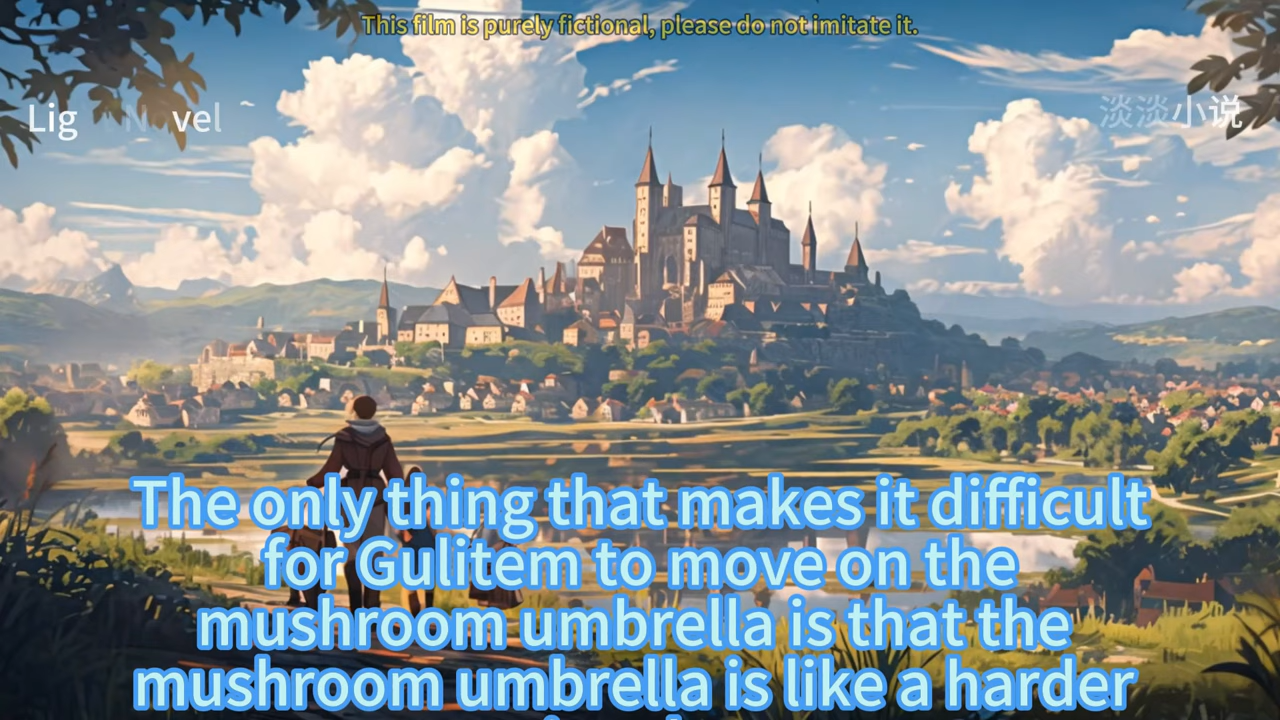 This film is purely fictional, please do not imitate it.
Lig Novel
淡淡小说
The only thing that makes it difficult
for Gulitem to move on the
mushroom umbrella is that the
mushroom umbrella is like a harder